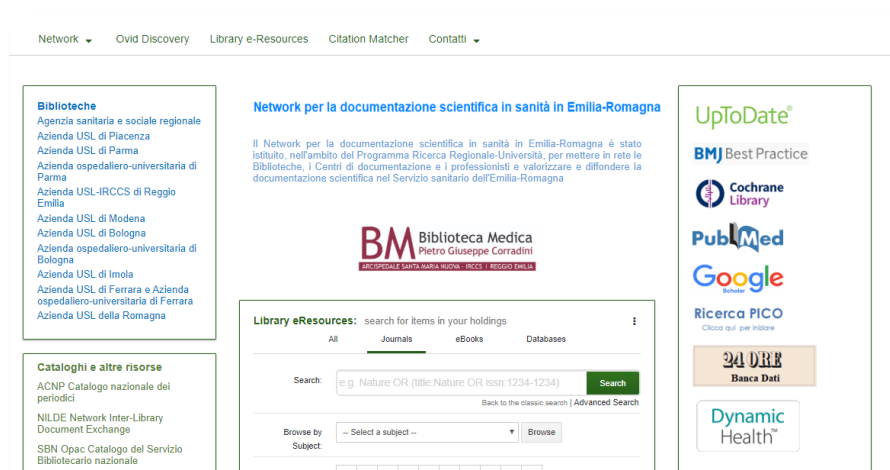 Network
Ovid Discovery
Library e-Resources
Citation Matcher
Contatti
Biblioteche
Agenzia sanitaria e sociale regionale
Azienda USL di Piacenza
Azienda USL di Parma
Azienda ospedaliero-universitaria di
Parma
Azienda USL-IRCCS di Reggio
Emilia
Azienda USL di Modena
Azienda USL di Bologna
Azienda ospedaliero-universitaria di
Bologna
Azienda USL di Imola
Azienda USL di Ferrara e Azienda
ospedaliero-universitaria di Ferrara
Azienda USL della Romagna
Cataloghi e altre risorse
ACNP Catalogo nazionale dei
periodici
NILDE Network Inter-Library
Document Exchange
SBN Opac Catalogo del Servizio
Bibliotecario nazionale
Network per la documentazione scientifica in sanità in Emilia-Romagna
Il Network per la documentazione scientifica in sanità in Emilia-Romagna è stato
istituito, nell'ambito del Programma Ricerca Regionale-Università, per mettere in rete le
Biblioteche, i Centri di documentazione e i professionisti e valorizzare e diffondere la
documentazione scientifica nel Servizio sanitario dell'Emilia-Romagna
BM Biblioteca Medica
Pietro Giuseppe Corradini
ARCISPEDALE SANTA MARIA NUOVA - IRCCS | REGGIO EMILIA
Library eResources: search for items in your holdings
All
Journals
eBooks
Databases
Search:
e.g. Nature OR (title:Nature OR issn:1234-1234)
Search
Back to the classic search | Advanced Search
Browse by
Subject:
-- Select a subject --
Browse
UpToDate®
BMJ Best Practice
Cochrane
Library
PubMed
Google
Scholar
Ricerca PICO
Clicca qui per iniziare
24 ORE
Banca Dati
Dynamic
Health™